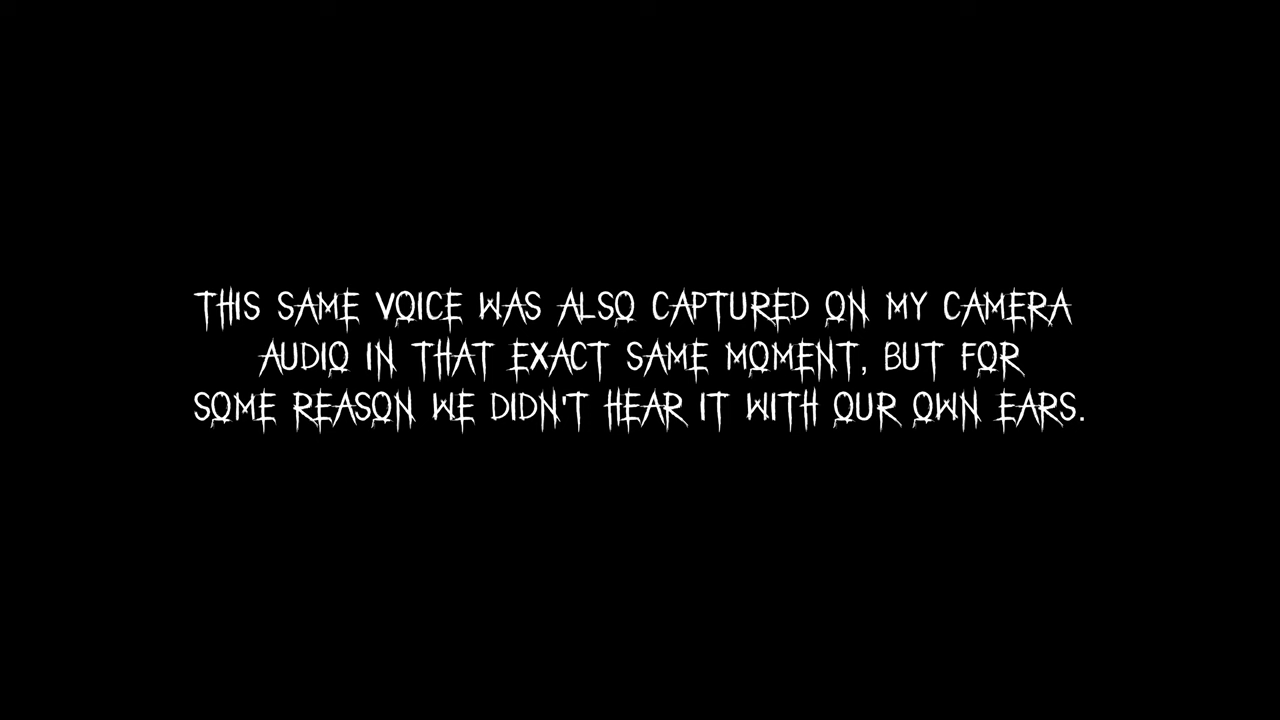 THIS SAME VOICE WAS ALSO CAPTURED ON MY CAMERA
AUDIO IN THAT EXACT SAME MOMENT, BUT FOR
SOME REASON WE DIDN'T HEAR IT WITH OUR OWN EARS.